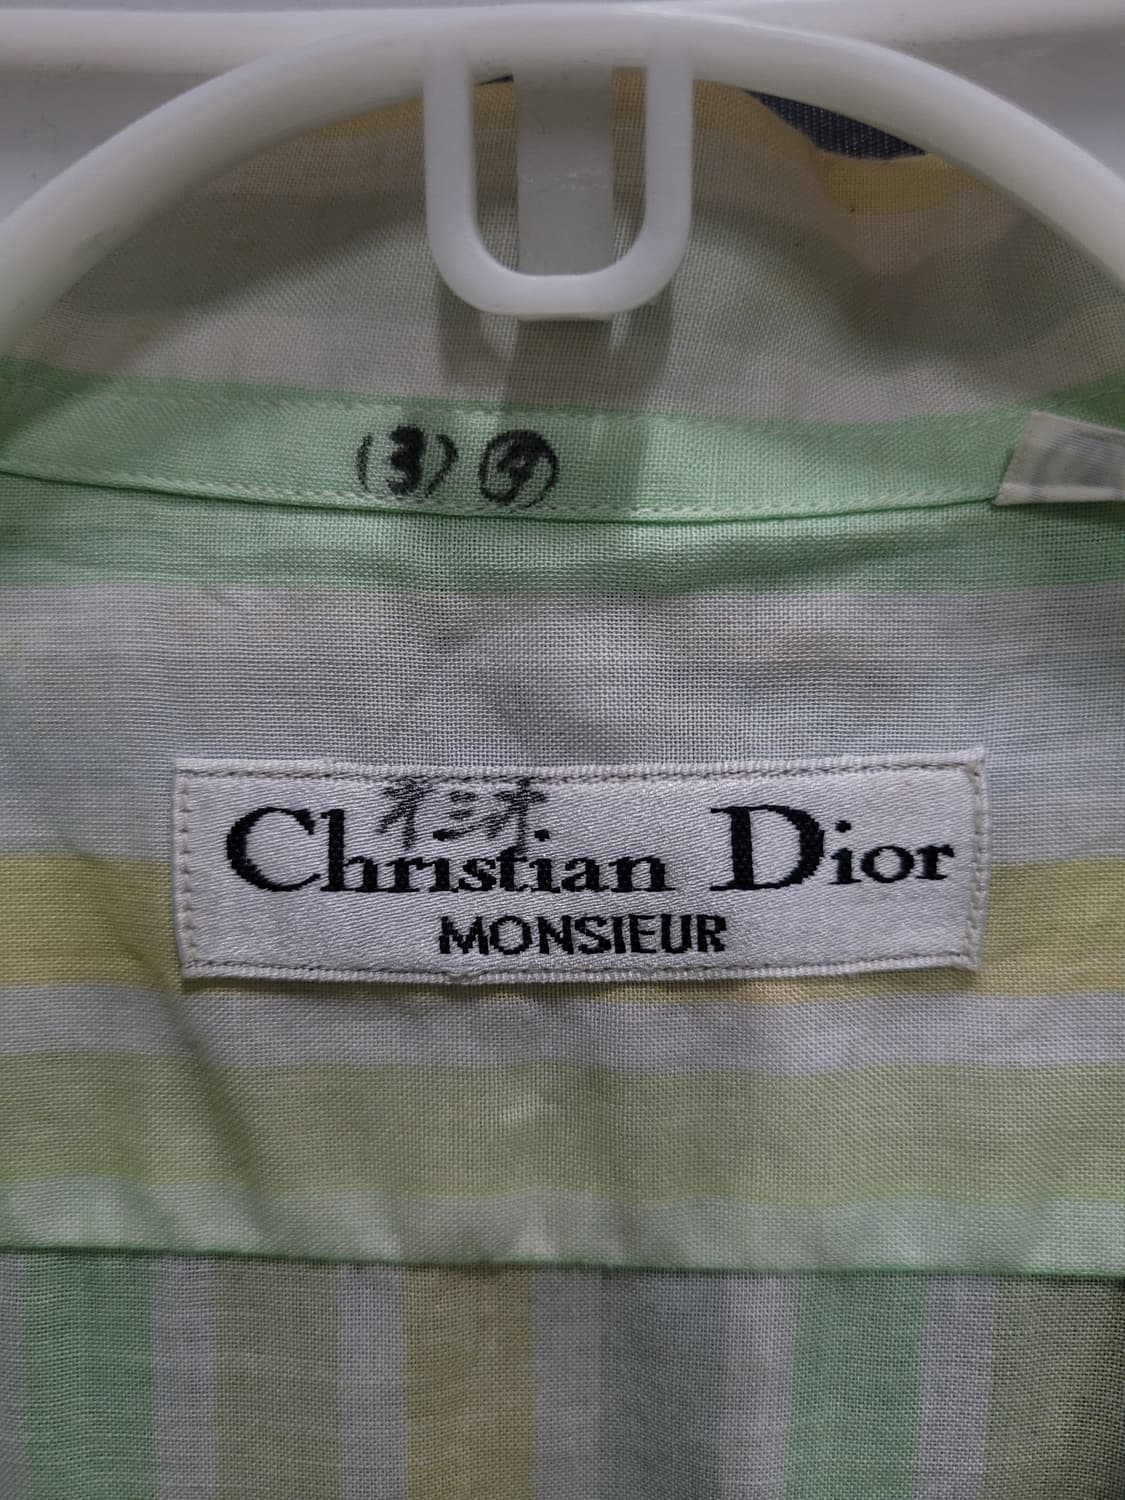 (3) ⑨
Christian Dior
MONSIEUR